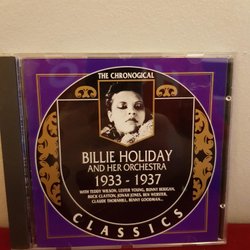 THE CHRONOGICAL
BILLIE HOLIDAY
AND HER ORCHESTRA
1933 - 1937
WITH TEDDY WILSON, LESTER YOUNG, BUNNY BERIGAN,
BUCK CLAYTON, JONAH JONES, BEN WEBSTER,
CLAUDE THORNHILL, BENNY GOODMAN...
CLASSICS